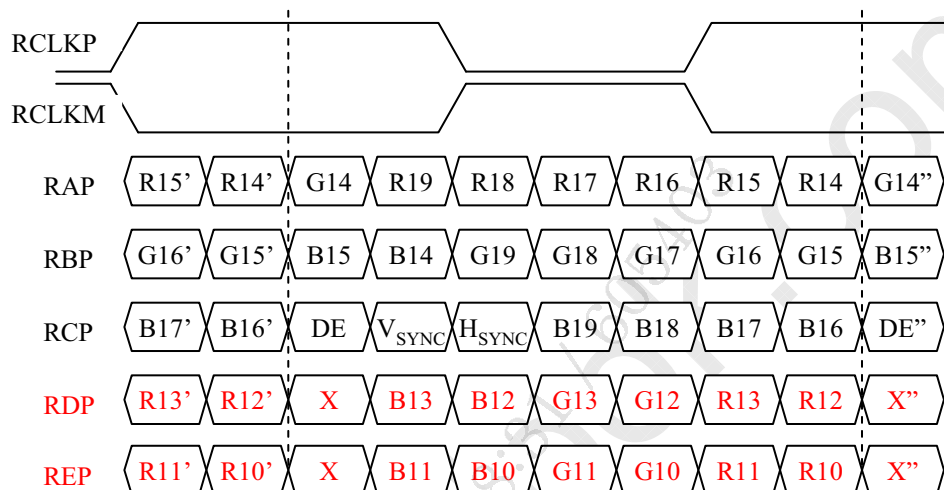 RCLKP
RCLKM
RAP R15’ R14’ G14 R19 R18 R17 R16 R15 R14 G14”
RBP G16’ G15’ B15 B14 G19 G18 G17 G16 G15 B15”
RCP B17’ B16’ DE VSYNC HSYNC B19 B18 B17 B16 DE”
RDP R13’ R12’ X B13 B12 G13 G12 R13 R12 X”
REP R11’ R10’ X B11 B10 G11 G10 R11 R10 X”